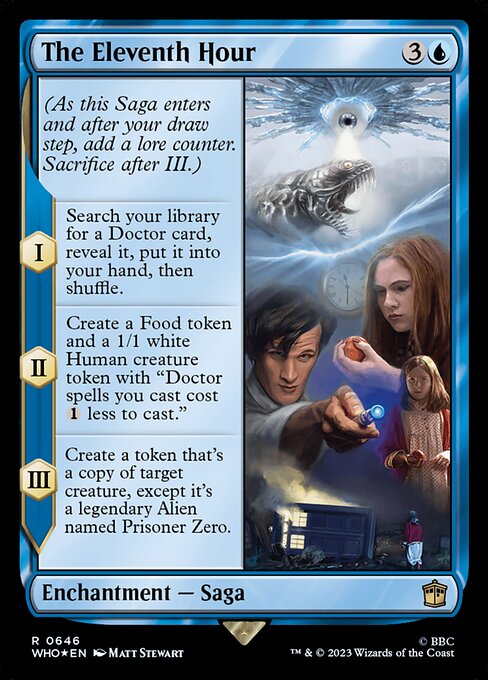 The Eleventh Hour 3
(As this Saga enters
and after your draw
step, add a lore counter.
Sacrifice after III.)
I
Search your library
for a Doctor card,
reveal it, put it into
your hand, then
shuffle.
II
Create a Food token
and a 1/1 white
Human creature
token with “Doctor
spells you cast cost
1 less to cast.”
III
Create a token that’s
a copy of target
creature, except it’s
a legendary Alien
named Prisoner Zero.
Enchantment — Saga
R 0646
WHO★EN Matt Stewart
© BBC
™ & © 2023 Wizards of the Coast